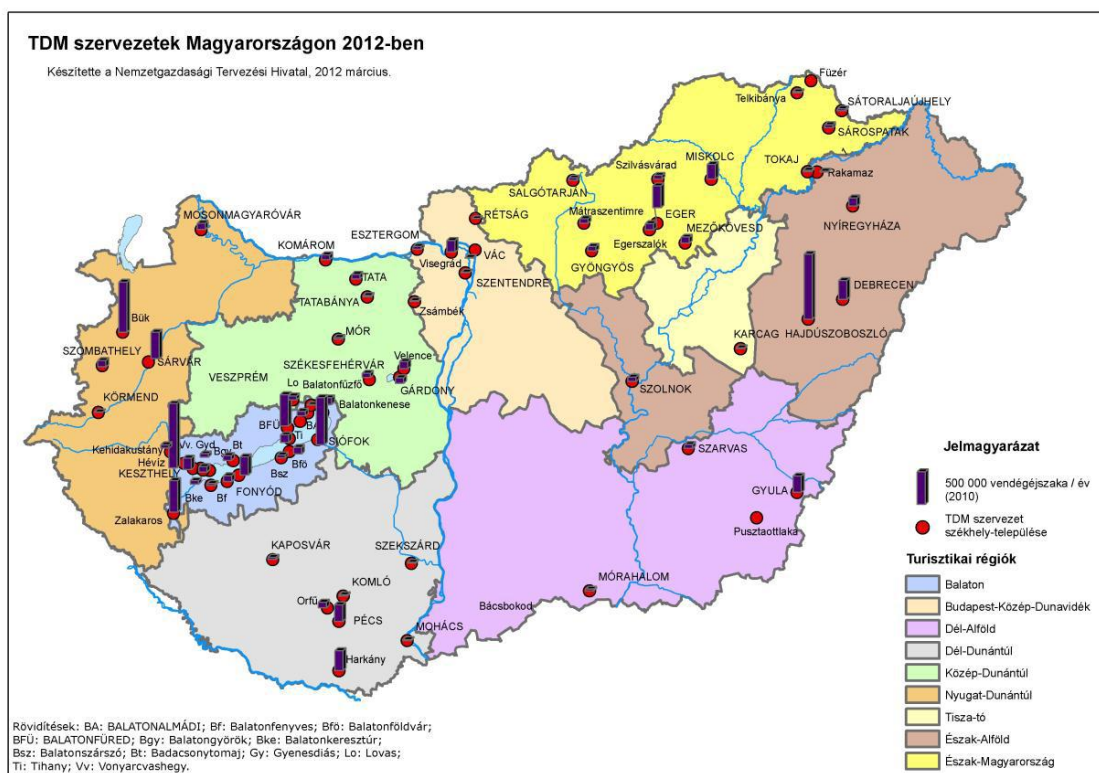 TDM szervezetek Magyarországon 2012-ben
Készítette a Nemzetgazdasági Tervezési Hivatal, 2012 március.
Füzér
Telkibánya
SÁTORALJAÚJHELY
SÁROSPATAK
MISKOLC
Szilvásvárad
TOKAJ
Rakamaz
SALGÓTARJÁN
MOSONMAGYARÓVÁR
RÉTSÁG
Mátraszentimre
EGER
NYÍREGYHÁZA
ESZTERGOM
MEZŐKÖVESD
Egerszalók
KOMÁROM
VÁC
Visegrád
GYÖNGYÖS
TATA
SZENTENDRE
DEBRECEN
TATABÁNYA
Zsámbék
Bük
HAJDÚSZOBOSZLÓ
MÓR
KARCAG
SZOMBATHELY
SÁRVÁR
Velence
SZÉKESFEHÉRVÁR
VESZPRÉM
Lo
Balatonfűzfő
GÁRDONY
SZOLNOK
Balatonkenese
KÖRMEND
BFÜ
BA
Ti
SIÓFOK
Kehidakustány
Vv.
Gyd
Bgy
Bt
SZARVAS
Hévíz
Bfö
Bsz
KESZTHELY
FONYÓD
Bke
Bf
GYULA
Zalakaros
Pusztaottlaka
KAPOSVÁR
SZEKSZÁRD
KOMLÓ
MÓRAHALOM
Orfű
Bácsbokod
PÉCS
MOHÁCS
Harkány
Jelmagyarázat
500 000 vendégéjszaka / év
(2010)
TDM szervezet
székhely-települése
Turisztikai régiók
Balaton
Budapest-Közép-Dunavidék
Dél-Alföld
Dél-Dunántúl
Közép-Dunántúl
Nyugat-Dunántúl
Tisza-tó
Észak-Alföld
Észak-Magyarország
Rövidítések: BA: BALATONALMÁDI; Bf: Balatonfenyves; Bfö: Balatonföldvár;
BFÜ: BALATONFÜRED; Bgy: Balatongyörök; Bke: Balatonkeresztúr;
Bsz: Balatonszárszó; Bt: Badacsonytomaj; Gy: Gyenesdiás; Lo: Lovas;
Ti: Tihany; Vv: Vonyarcvashegy.